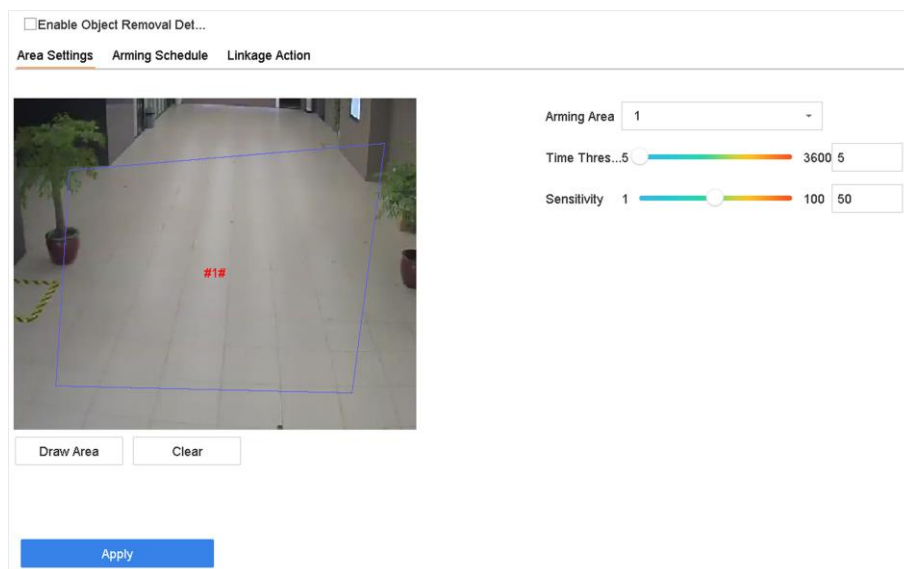 Enable Object Removal Det...
Area Settings Arming Schedule Linkage Action
Arming Area 1
Time Thres...5 3600 5
Sensitivity 1 100 50
#1#
Draw Area Clear
Apply